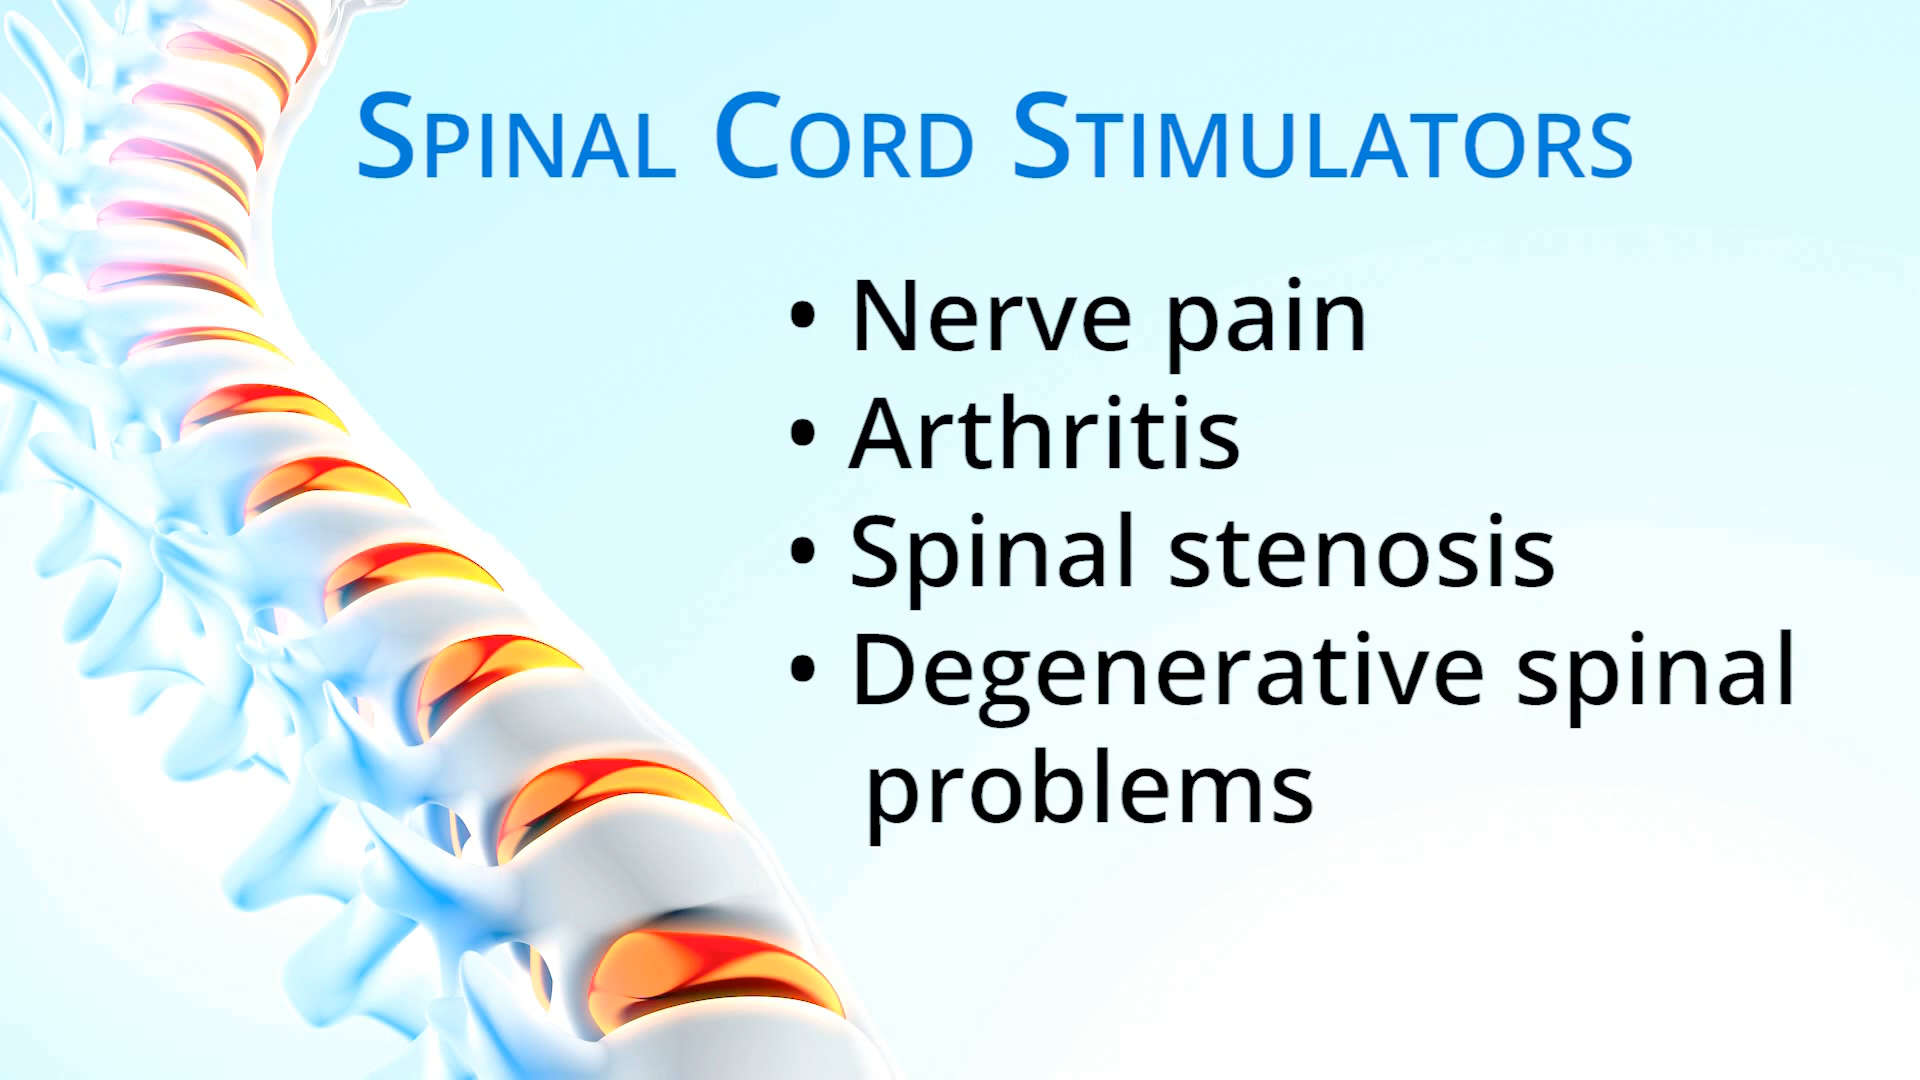 Spinal Cord Stimulators
• Nerve pain
• Arthritis
• Spinal stenosis
• Degenerative spinal
problems